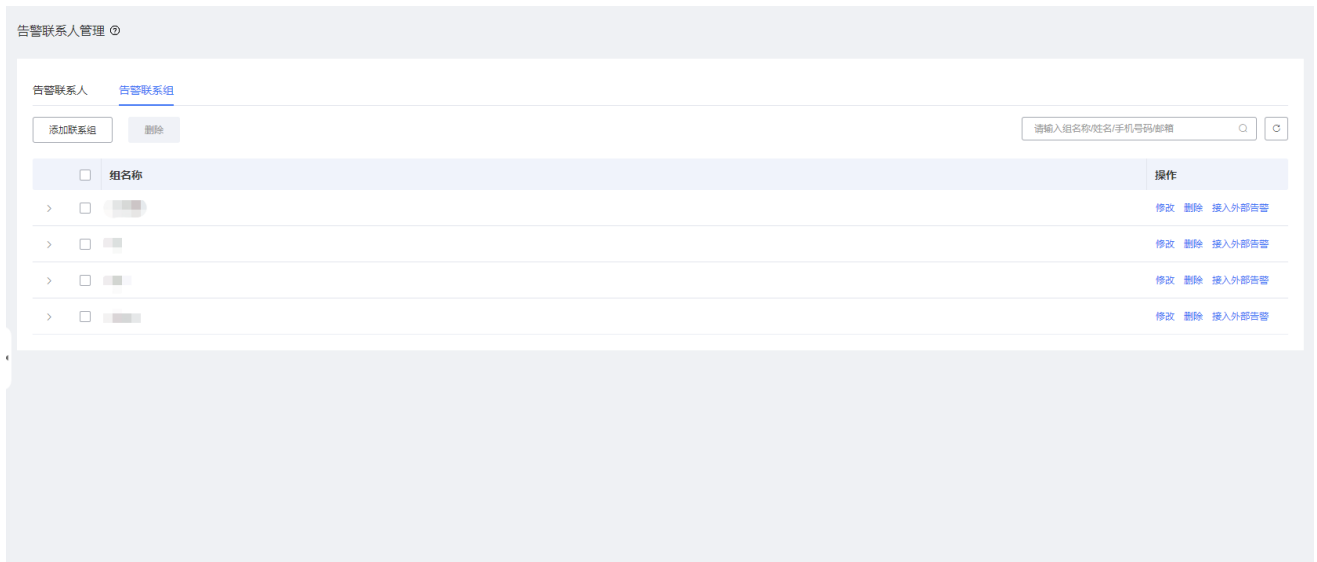 告警联系人管理
告警联系人 告警联系组
添加联系组 删除 请输入组名称/姓名/手机号码/邮箱
组名称 操作
修改 删除 接入外部告警
修改 删除 接入外部告警
修改 删除 接入外部告警
修改 删除 接入外部告警